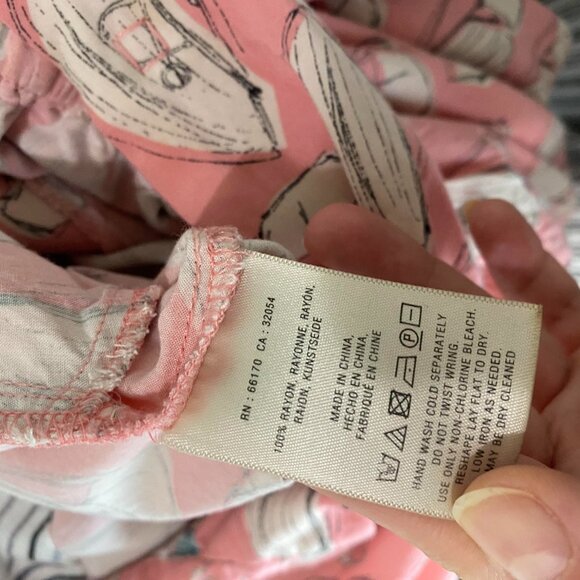 RN : 66170 CA : 32054
100% RAYON, RAYONNE, RAYON,
RAION, KUNSTSEIDE
MADE IN CHINA,
HECHO EN CHINA,
FABRIQUÉ EN CHINE
HAND WASH COLD SEPARATELY
DO NOT TWIST WRING.
USE ONLY NON-CHLORINE BLEACH.
RESHAPE LAY FLAT TO DRY.
LOW IRON AS NEEDED.
MAY BE DRY CLEANED